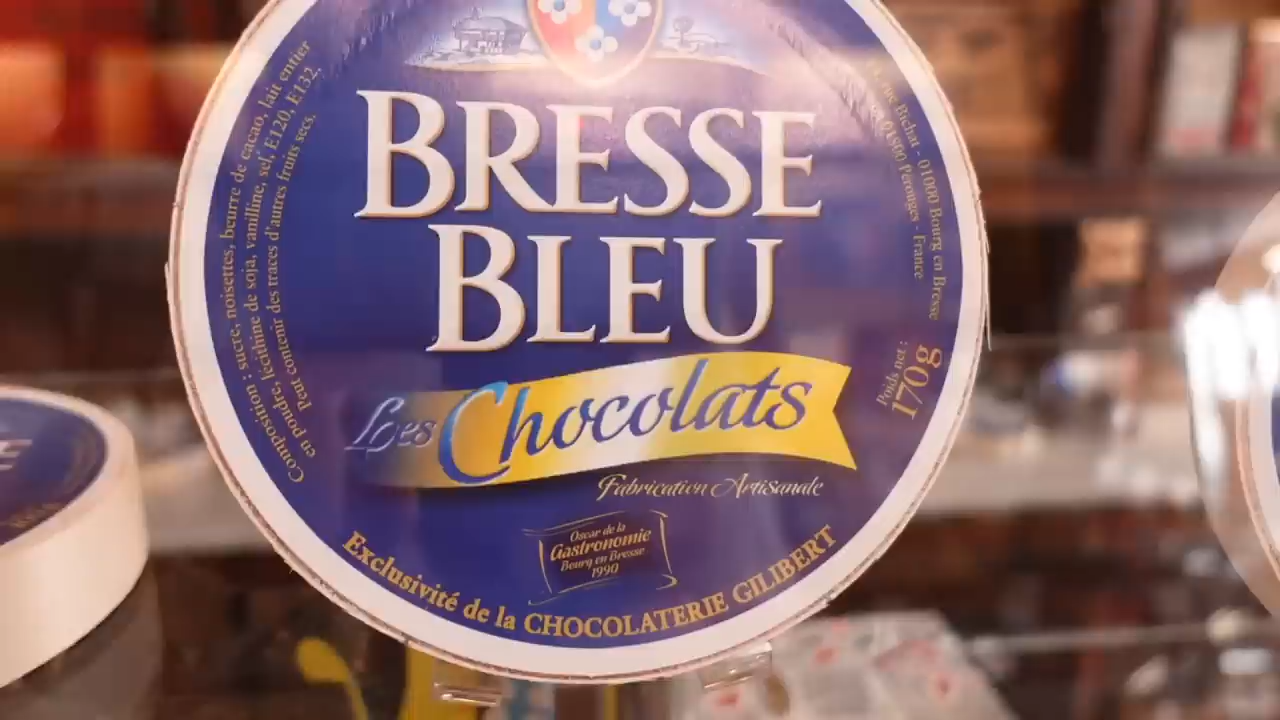 BRESSE
BLEU
Les Chocolats
Fabrication Artisanale
Oscar de la
Gastronomie
Bourg en Bresse
1990
Exclusivité de la CHOCOLATERIE GILIBERT
Composition : sucre, noisettes, beurre de cacao, lait entier
en poudre, lécithine de soja, vanilline, sel, E120, E132,
Peut contenir des traces d'autres fruits secs.
Bichat - 01000 Bourg en Bresse
01800 Pérouges - France
Poids net :
170g